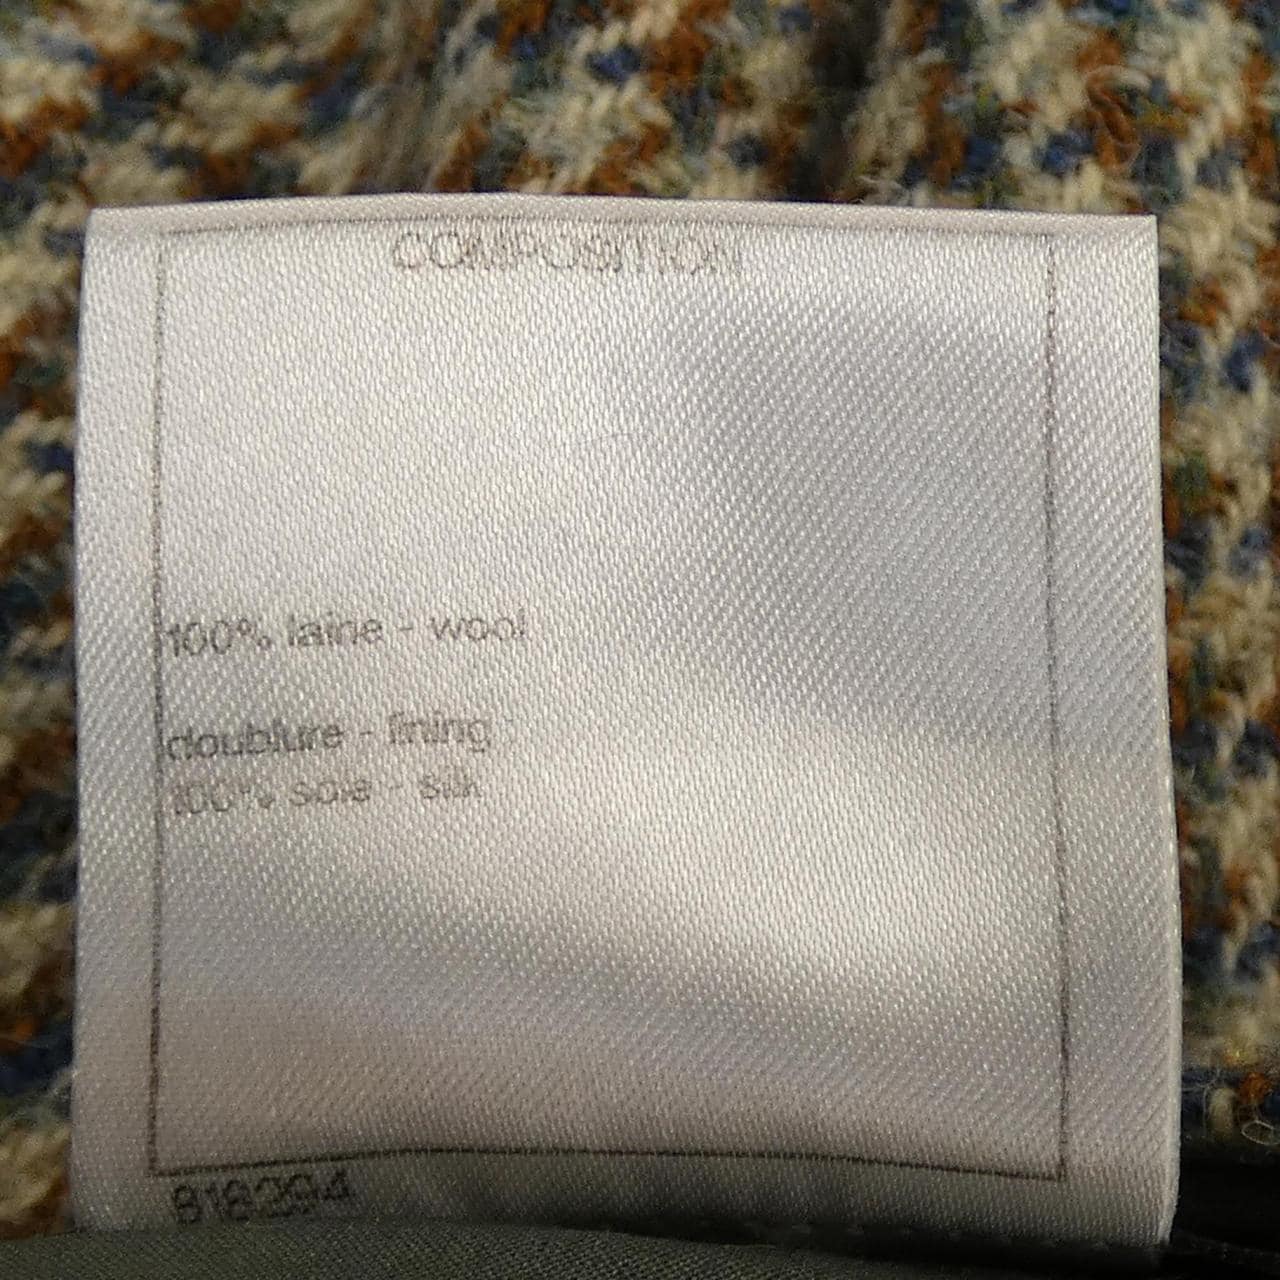 COMPOSITION
100% laine - wool
doublure - lining
100% soie - silk
818294